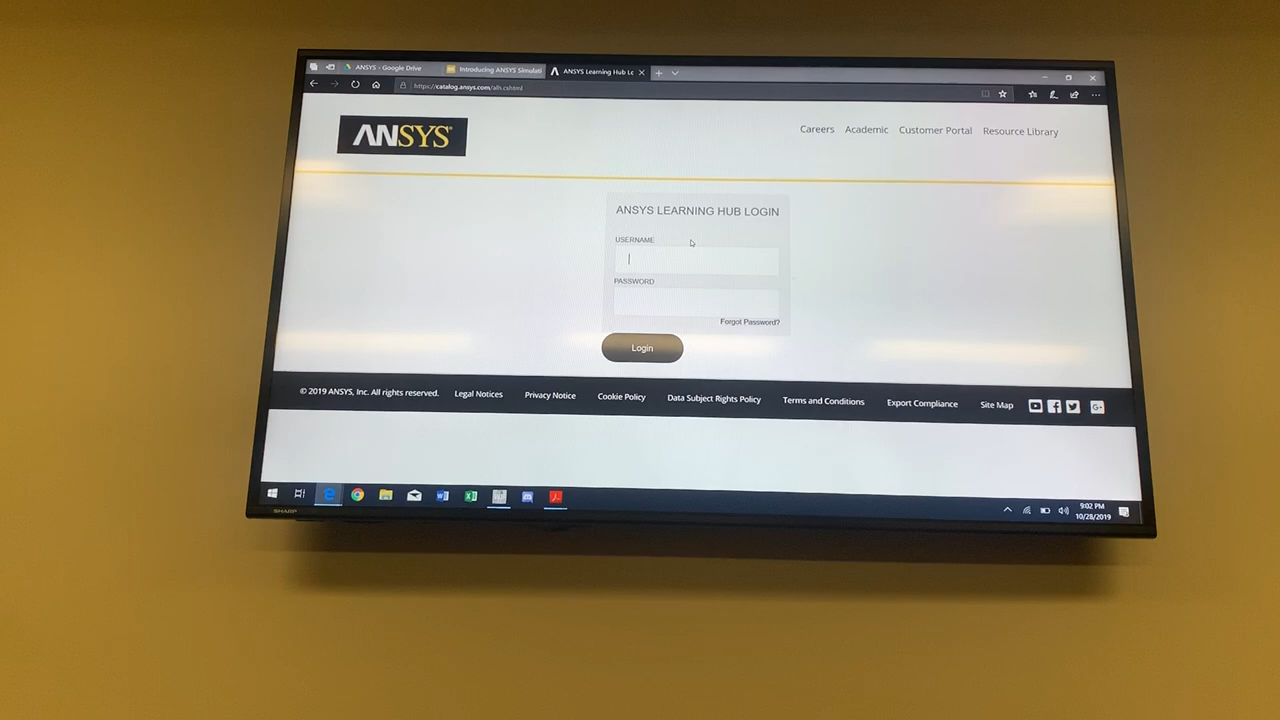 ANSYS - Google Drive
Introducing ANSYS Simulati
ANSYS Learning Hub Lc
https://catalog.ansys.com/alh.cshtml
ANSYS
Careers Academic Customer Portal Resource Library
ANSYS LEARNING HUB LOGIN
USERNAME
PASSWORD
Forgot Password?
Login
© 2019 ANSYS, Inc. All rights reserved. Legal Notices Privacy Notice Cookie Policy Data Subject Rights Policy Terms and Conditions Export Compliance Site Map
9:02 PM
10/28/2019
SHARP